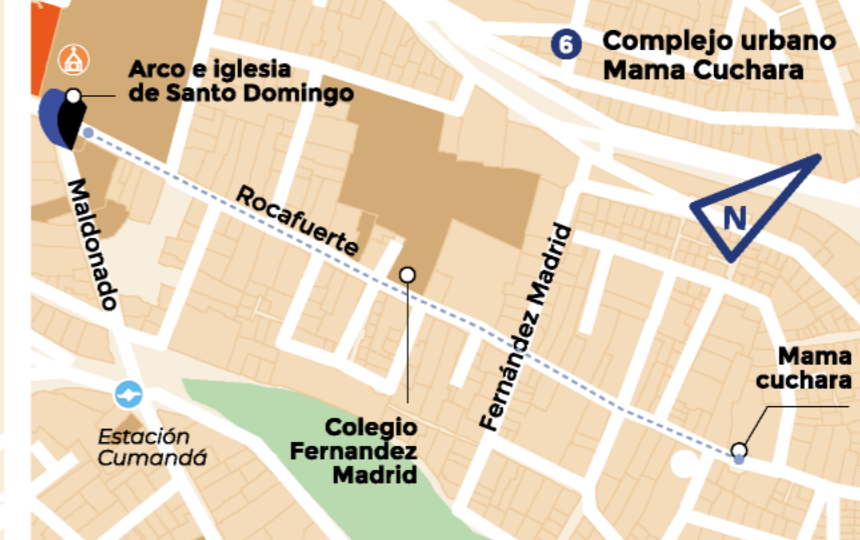 6 Complejo urbano
Mama Cuchara
Arco e iglesia
de Santo Domingo
Rocafuerte
Maldonado
N
Fernández Madrid
Mama
cuchara
Colegio
Fernandez
Madrid
Estación
Cumandá